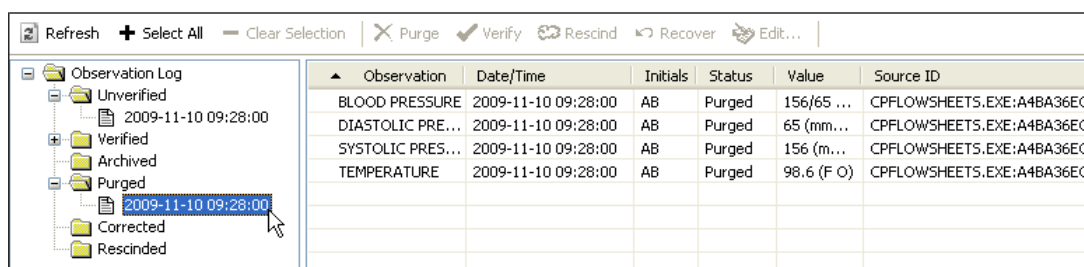 Refresh Select All Clear Selection Purge Verify Rescind Recover Edit...
Observation Log
Unverified
2009-11-10 09:28:00
Verified
Archived
Purged
2009-11-10 09:28:00
Corrected
Rescinded
Observation Date/Time Initials Status Value Source ID
BLOOD PRESSURE 2009-11-10 09:28:00 AB Purged 156/65 ... CPFLOWSHEETS.EXE:A4BA36EC
DIASTOLIC PRE... 2009-11-10 09:28:00 AB Purged 65 (mm... CPFLOWSHEETS.EXE:A4BA36EC
SYSTOLIC PRES... 2009-11-10 09:28:00 AB Purged 156 (m... CPFLOWSHEETS.EXE:A4BA36EC
TEMPERATURE 2009-11-10 09:28:00 AB Purged 98.6 (F O) CPFLOWSHEETS.EXE:A4BA36EC